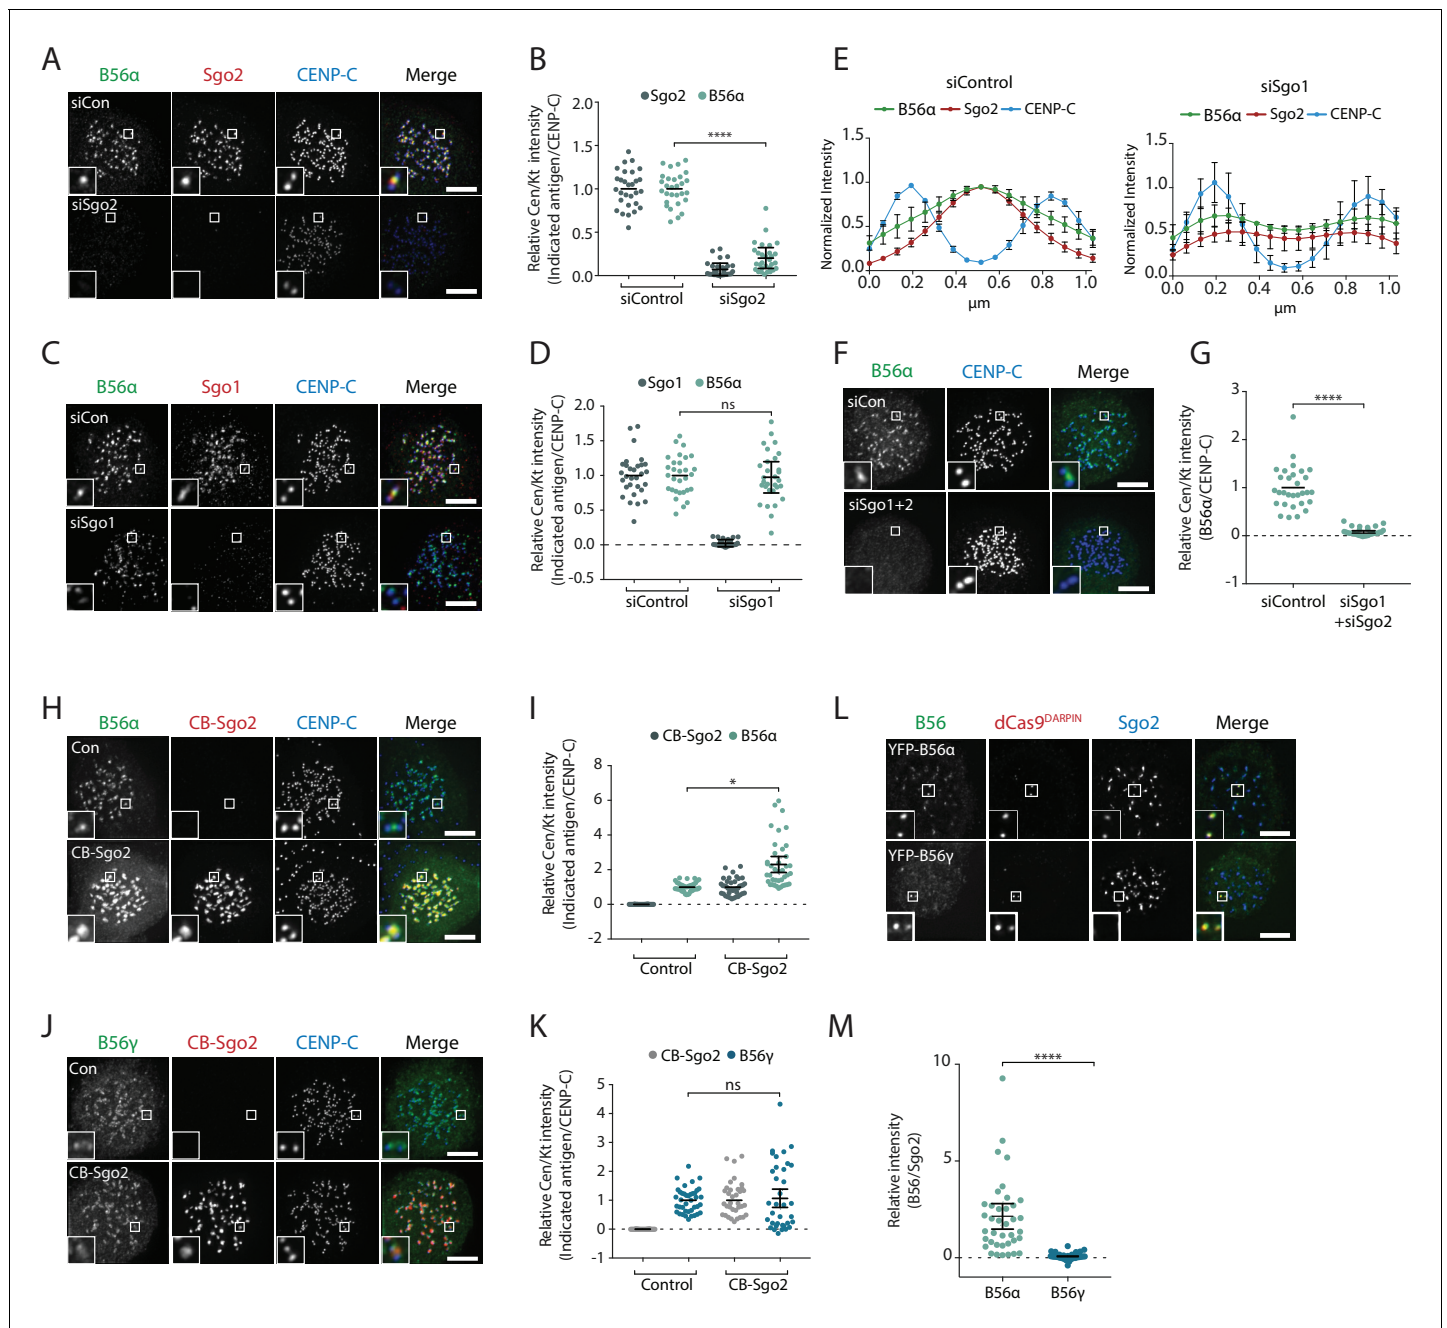 A
B56α Sgo2 CENP-C Merge
siCon
siSgo2
B
Sgo2 B56α
Relative Cen/Kt intensity
(Indicated antigen/CENP-C)
2.0
1.5
1.0
0.5
0.0
****
siControl siSgo2
E
siControl
B56α Sgo2 CENP-C
Normalized Intensity
1.5
1.0
0.5
0.0
0.0 0.2 0.4 0.6 0.8 1.0
µm
siSgo1
B56α Sgo2 CENP-C
Normalized Intensity
1.5
1.0
0.5
0.0
0.0 0.2 0.4 0.6 0.8 1.0
µm
C
B56α Sgo1 CENP-C Merge
siCon
siSgo1
D
Sgo1 B56α
Relative Cen/Kt intensity
(Indicated antigen/CENP-C)
2.0
1.5
1.0
0.5
0.0
-0.5
ns
siControl siSgo1
F
B56α CENP-C Merge
siCon
siSgo1+2
G
Relative Cen/Kt intensity
(B56α/CENP-C)
3
2
1
0
-1
****
siControl siSgo1
+siSgo2
H
B56α CB-Sgo2 CENP-C Merge
Con
CB-Sgo2
I
CB-Sgo2 B56α
Relative Cen/Kt intensity
(Indicated antigen/CENP-C)
8
6
4
2
0
-2
*
Control CB-Sgo2
L
B56 dCas9DARPIN Sgo2 Merge
YFP-B56α
YFP-B56γ
J
B56γ CB-Sgo2 CENP-C Merge
Con
CB-Sgo2
K
CB-Sgo2 B56γ
Relative Cen/Kt intensity
(Indicated antigen/CENP-C)
5
4
3
2
1
0
-1
ns
Control CB-Sgo2
M
Relative intensity
(B56/Sgo2)
10
5
0
****
B56α B56γ